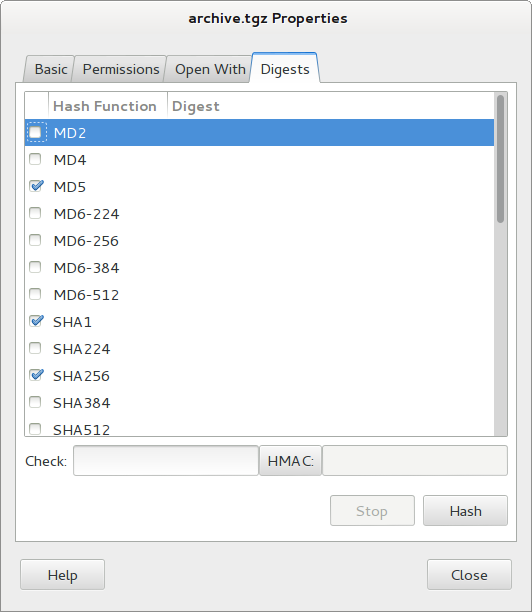 archive.tgz Properties
Basic Permissions Open With Digests
Hash Function Digest
MD2
MD4
MD5
MD6-224
MD6-256
MD6-384
MD6-512
SHA1
SHA224
SHA256
SHA384
SHA512
Check: HMAC:
Stop Hash
Help Close